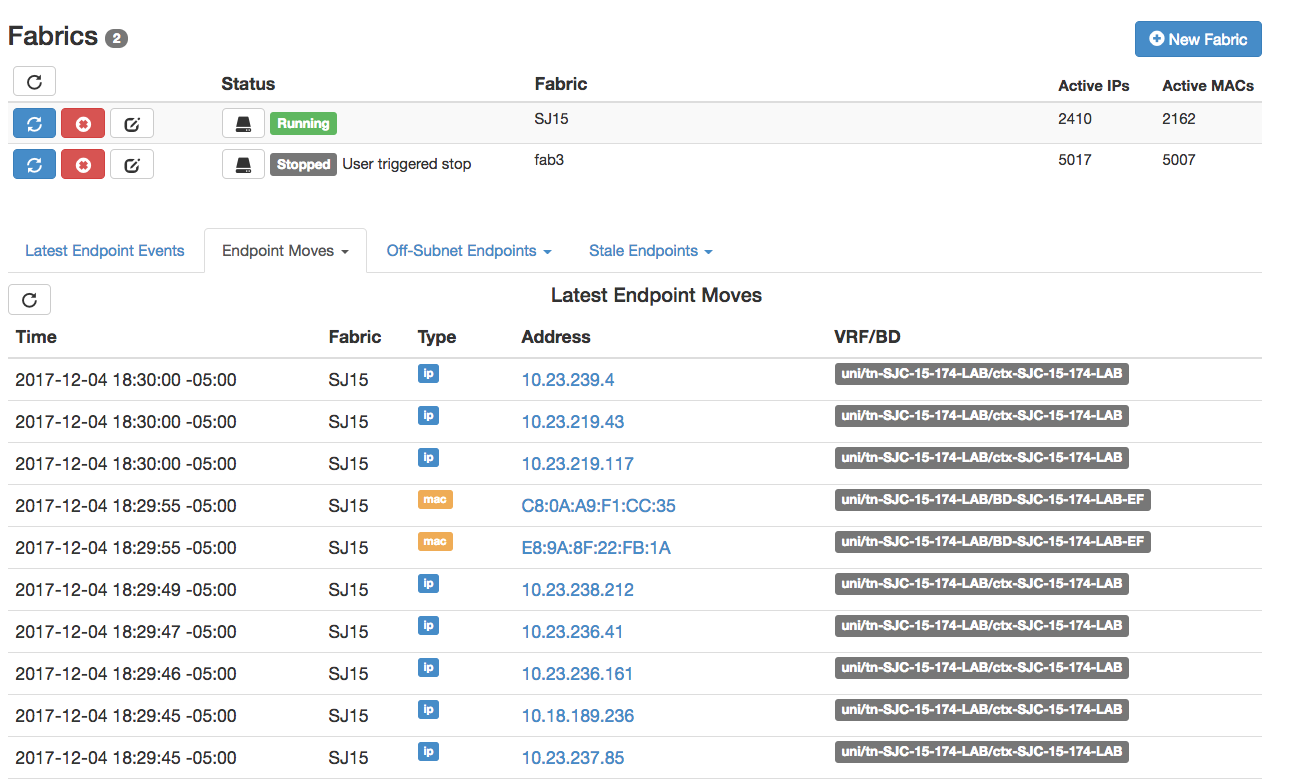 Fabrics 2
New Fabric
Status Fabric Active IPs Active MACs
Running SJ15 2410 2162
Stopped User triggered stop fab3 5017 5007
Latest Endpoint Events Endpoint Moves Off-Subnet Endpoints Stale Endpoints
Latest Endpoint Moves
Time Fabric Type Address VRF/BD
2017-12-04 18:30:00 -05:00 SJ15 ip 10.23.239.4 uni/tn-SJC-15-174-LAB/ctx-SJC-15-174-LAB
2017-12-04 18:30:00 -05:00 SJ15 ip 10.23.219.43 uni/tn-SJC-15-174-LAB/ctx-SJC-15-174-LAB
2017-12-04 18:30:00 -05:00 SJ15 ip 10.23.219.117 uni/tn-SJC-15-174-LAB/ctx-SJC-15-174-LAB
2017-12-04 18:29:55 -05:00 SJ15 mac C8:0A:A9:F1:CC:35 uni/tn-SJC-15-174-LAB/BD-SJC-15-174-LAB-EF
2017-12-04 18:29:55 -05:00 SJ15 mac E8:9A:8F:22:FB:1A uni/tn-SJC-15-174-LAB/BD-SJC-15-174-LAB-EF
2017-12-04 18:29:49 -05:00 SJ15 ip 10.23.238.212 uni/tn-SJC-15-174-LAB/ctx-SJC-15-174-LAB
2017-12-04 18:29:47 -05:00 SJ15 ip 10.23.236.41 uni/tn-SJC-15-174-LAB/ctx-SJC-15-174-LAB
2017-12-04 18:29:46 -05:00 SJ15 ip 10.23.236.161 uni/tn-SJC-15-174-LAB/ctx-SJC-15-174-LAB
2017-12-04 18:29:45 -05:00 SJ15 ip 10.18.189.236 uni/tn-SJC-15-174-LAB/ctx-SJC-15-174-LAB
2017-12-04 18:29:45 -05:00 SJ15 ip 10.23.237.85 uni/tn-SJC-15-174-LAB/ctx-SJC-15-174-LAB